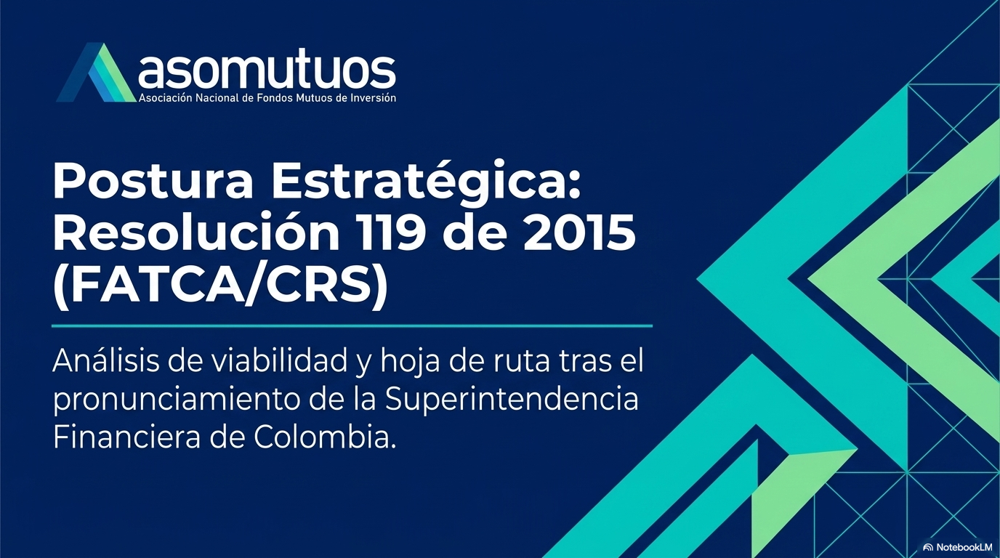 asomutuos
Asociación Nacional de Fondos Mutuos de Inversión
Postura Estratégica:
Resolución 119 de 2015
(FATCA/CRS)
Análisis de viabilidad y hoja de ruta tras el
pronunciamiento de la Superintendencia
Financiera de Colombia.
NotebookLM